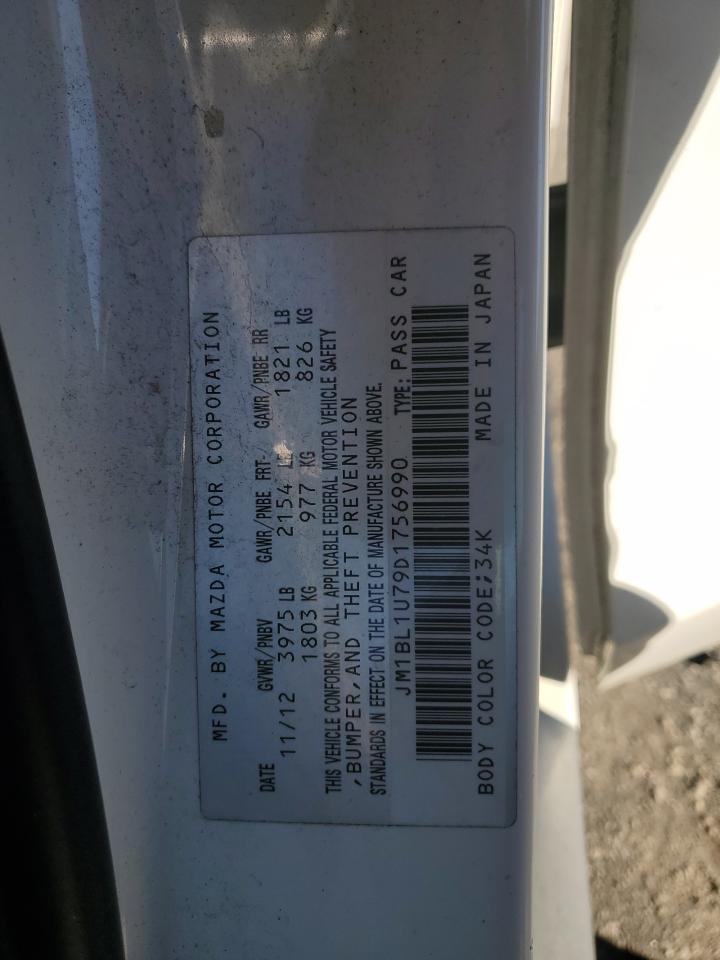 MFD. BY MAZDA MOTOR CORPORATION
DATE GVWR/PNBV GAWR/PNBE FRT- GAWR/PNBE RR
11/12 3975 LB 2154 LB 1821 LB
1803 KG 977 KG 826 KG
THIS VEHICLE CONFORMS TO ALL APPLICABLE FEDERAL MOTOR VEHICLE SAFETY
,BUMPER,AND THEFT PREVENTION
STANDARDS IN EFFECT ON THE DATE OF MANUFACTURE SHOWN ABOVE.
JM1BL1U79D1756990 TYPE: PASS CAR
BODY COLOR CODE;34K MADE IN JAPAN